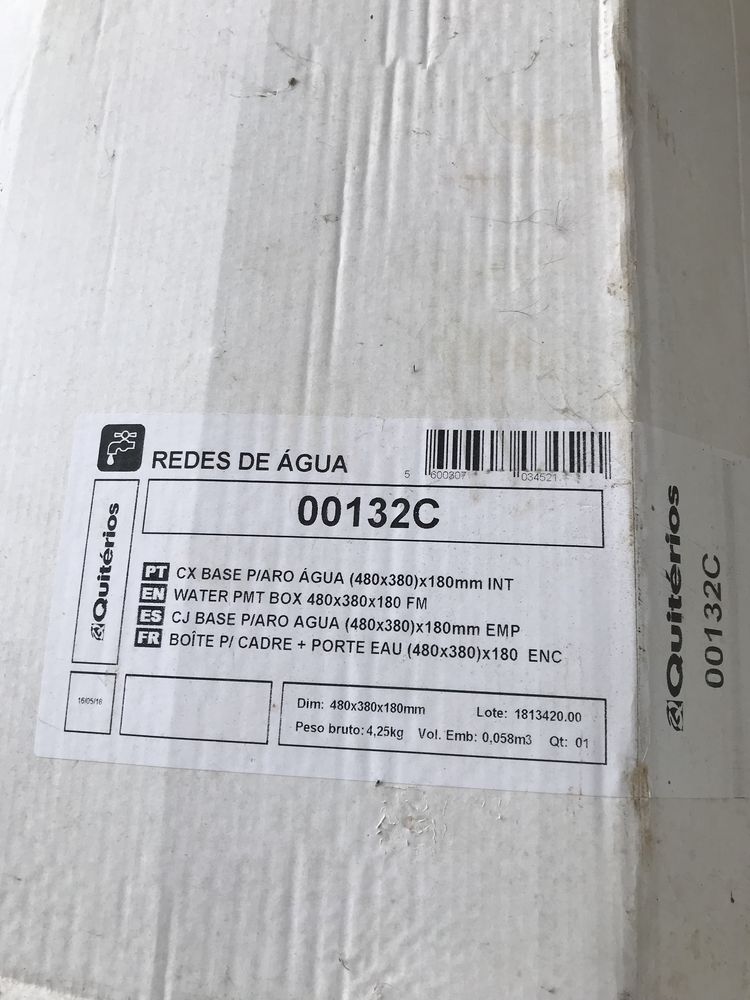 REDES DE ÁGUA
5 600307 034521
00132C
Quitérios
PT CX BASE P/ARO ÁGUA (480x380)x180mm INT
EN WATER PMT BOX 480x380x180 FM
ES CJ BASE P/ARO AGUA (480x380)x180mm EMP
FR BOÎTE P/ CADRE + PORTE EAU (480x380)x180 ENC
16/05/18
Dim: 480x380x180mm Lote: 1813420.00
Peso bruto: 4,25kg Vol. Emb: 0,058m3 Qt: 01
Quitérios
00132C